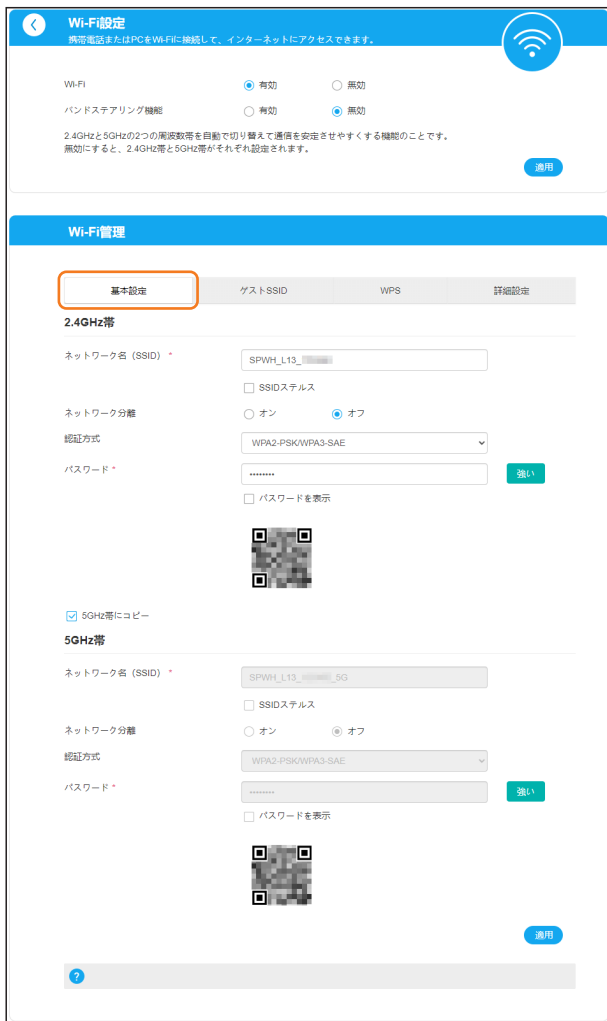 Wi-Fi設定
携帯電話またはPCをWi-Fiに接続して、インターネットにアクセスできます。
Wi-Fi 有効 無効
バンドステアリング機能 有効 無効
2.4GHzと5GHzの2つの周波数帯を自動で切り替えて通信を安定させやすくする機能のことです。
無効にすると、2.4GHz帯と5GHz帯がそれぞれ設定されます。
適用
Wi-Fi管理
基本設定 ゲストSSID WPS 詳細設定
2.4GHz帯
ネットワーク名（SSID） * SPWH_L13_
SSIDステルス
ネットワーク分離 オン オフ
認証方式 WPA2-PSK/WPA3-SAE
パスワード * ········ 強い
パスワードを表示
5GHz帯にコピー
5GHz帯
ネットワーク名（SSID） * SPWH_L13_ _5G
SSIDステルス
ネットワーク分離 オン オフ
認証方式 WPA2-PSK/WPA3-SAE
パスワード * ········ 強い
パスワードを表示
適用
?